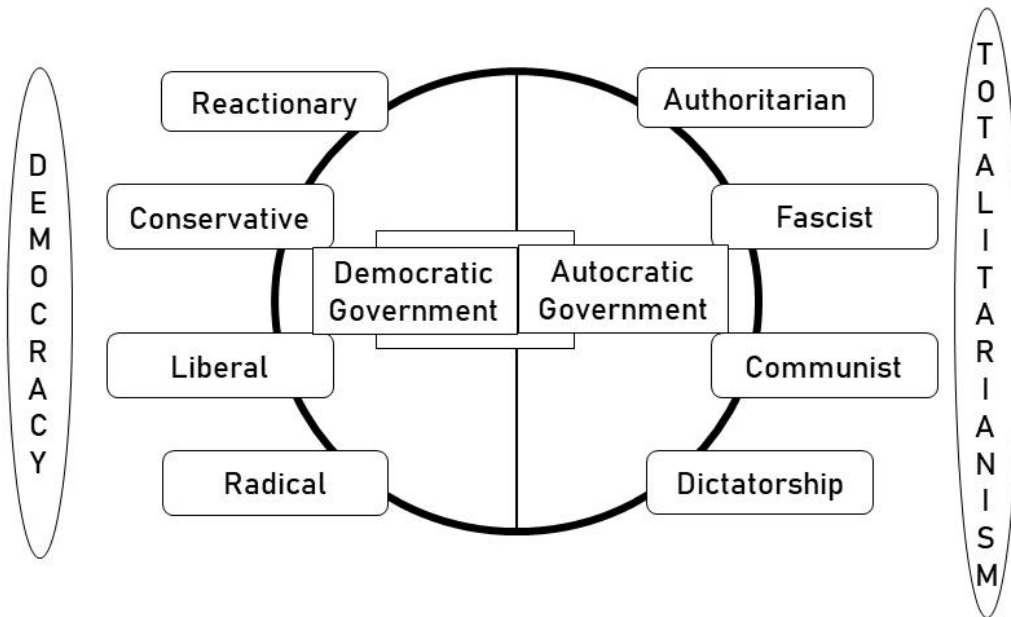 DEMOCRACY
Reactionary
Conservative
Liberal
Radical
Democratic
Government
Autocratic
Government
Authoritarian
Fascist
Communist
Dictatorship
TOTALITARIANISM